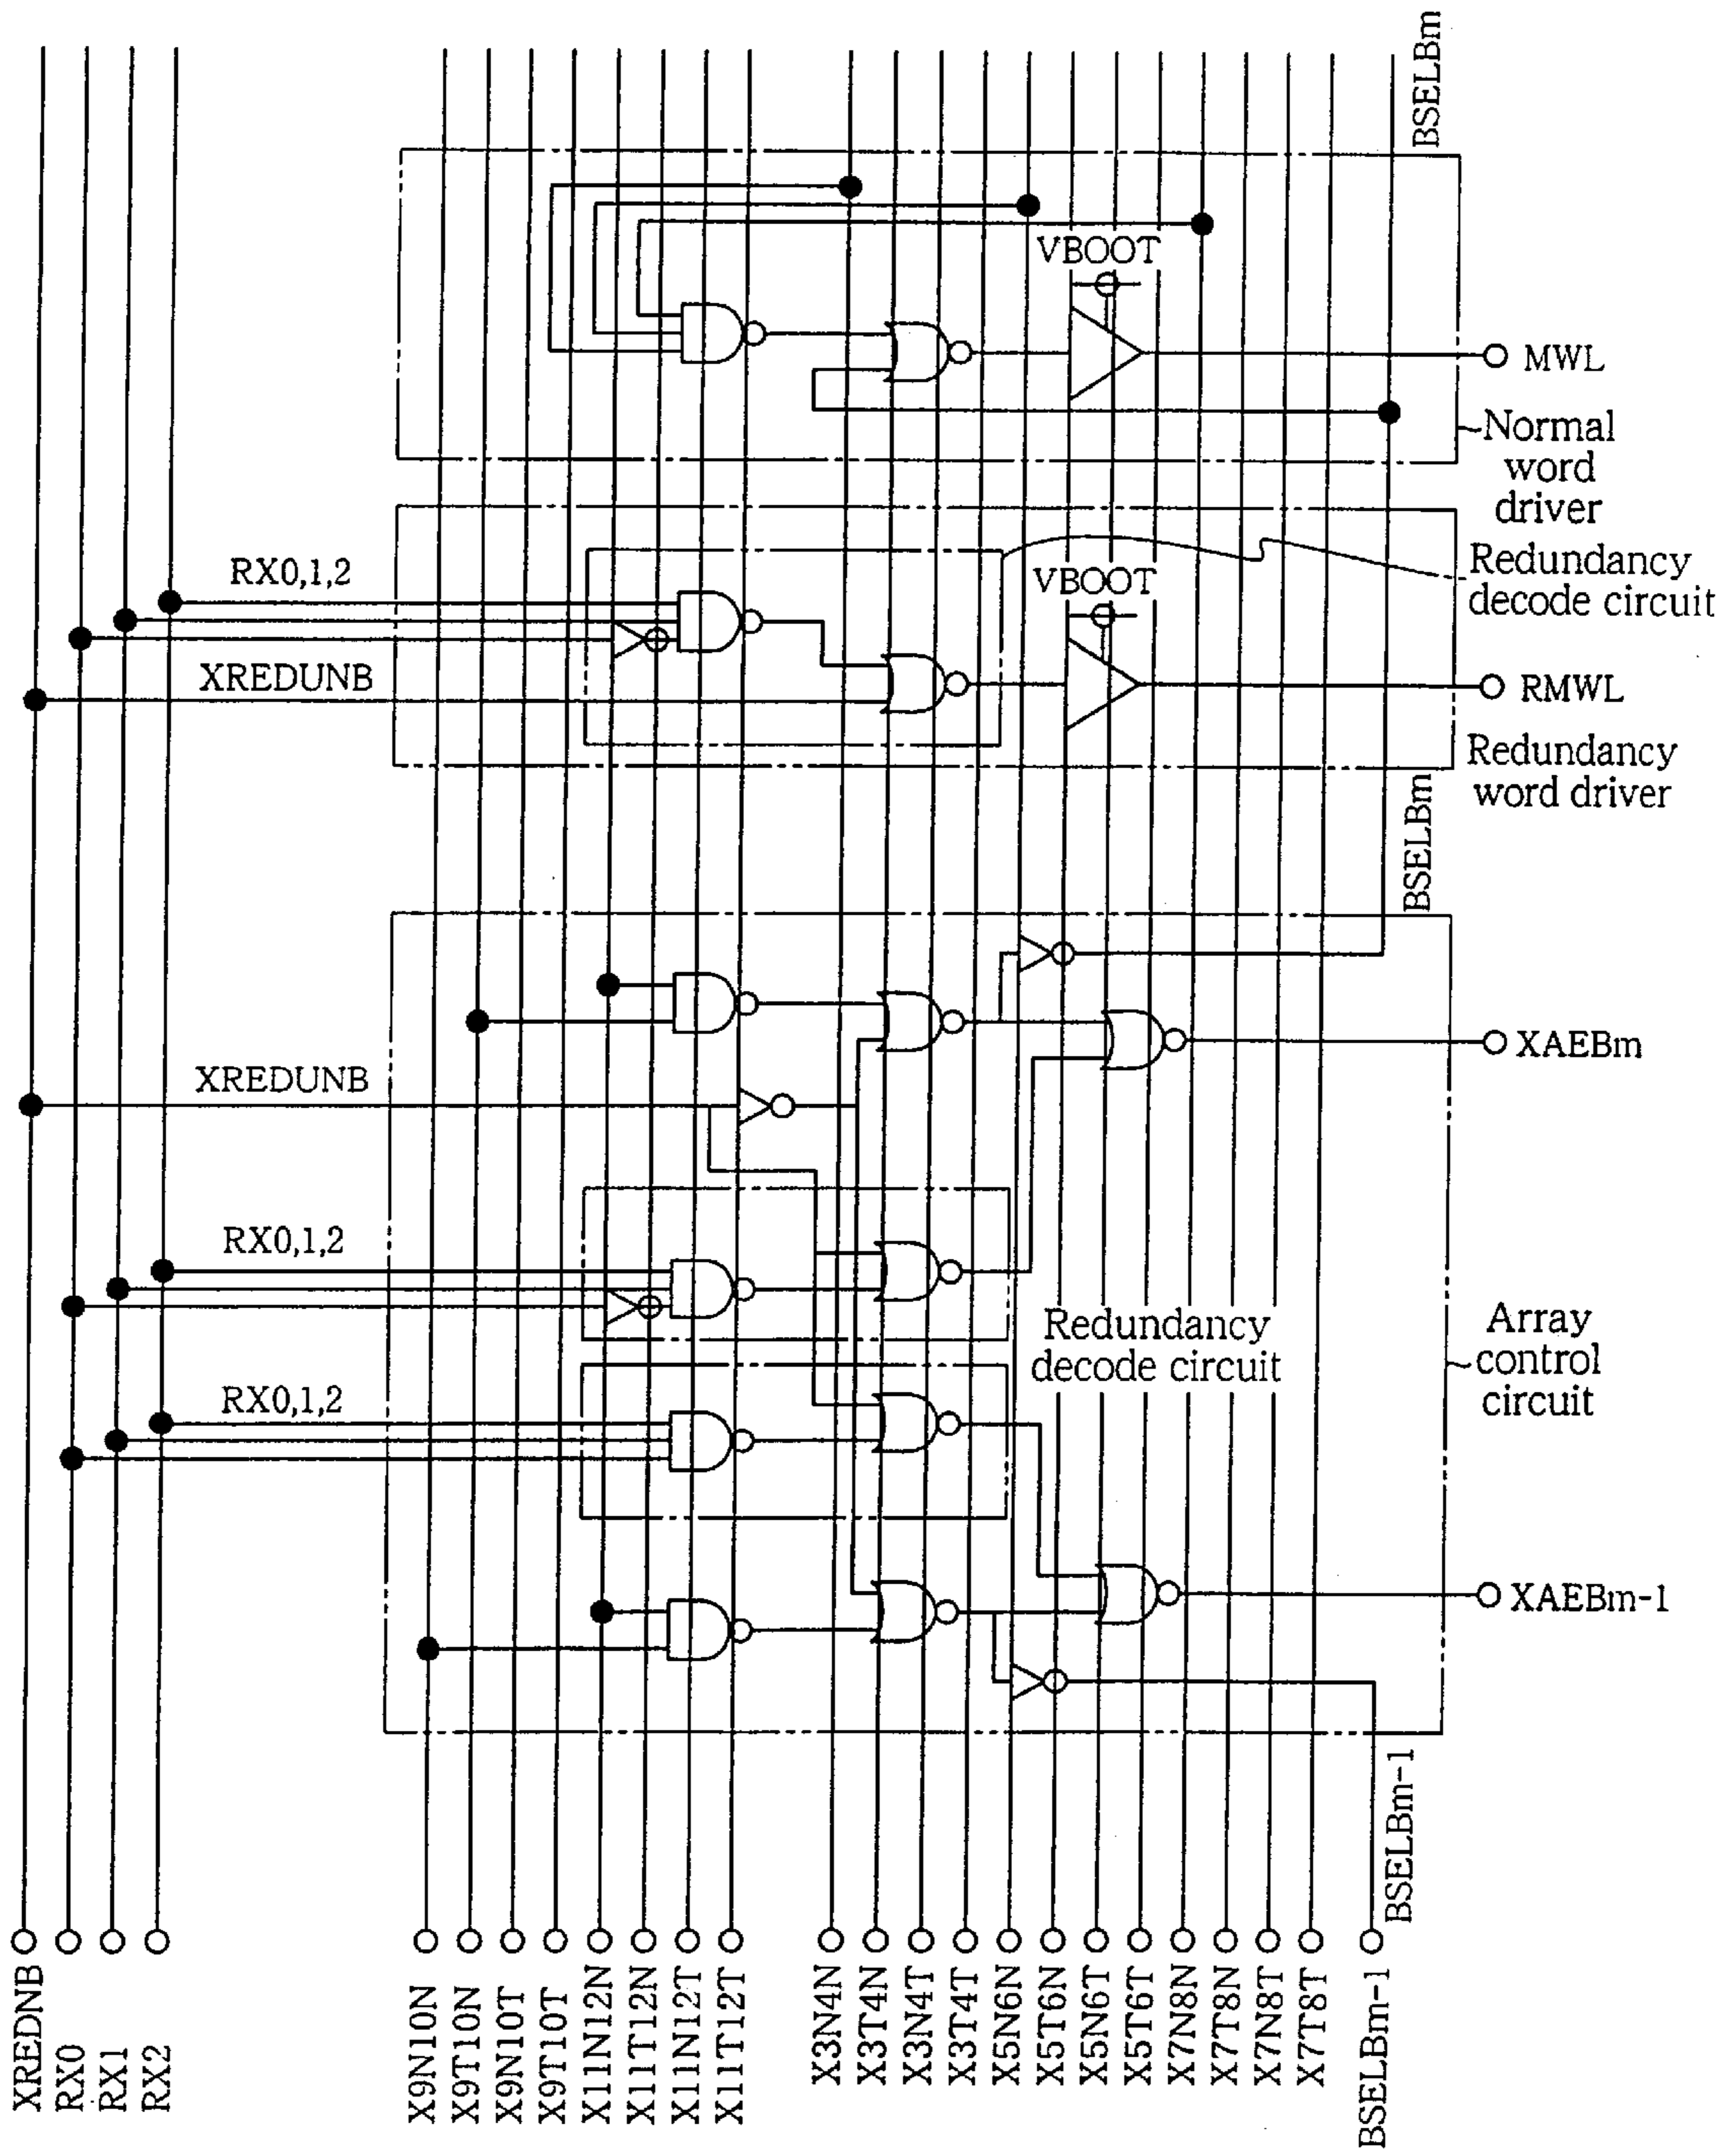 BSELBm
VBOOT
MWL
Normal
word
driver
RX0,1,2
Redundancy
decode circuit
VBOOT
XREDUNB
RMWL
Redundancy
word driver
BSELBm
XAEBm
XREDUNB
RX0,1,2
Redundancy
decode circuit
Array
control
circuit
RX0,1,2
XAEBm-1
BSELBm-1
XREDNB
RX0
RX1
RX2
X9N10N
X9T10N
X9N10T
X9T10T
X11N12N
X11T12N
X11N12T
X11T12T
X3N4N
X3T4N
X3N4T
X3T4T
X5N6N
X5T6N
X5N6T
X5T6T
X7N8N
X7T8N
X7N8T
X7T8T
BSELBm-1